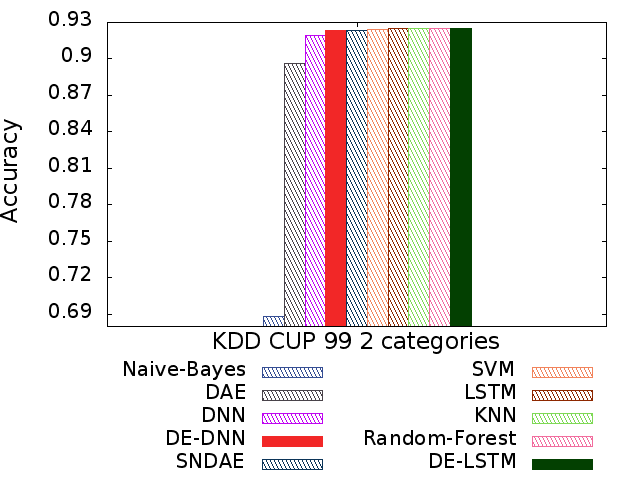 0.93
0.9
0.87
0.84
0.81
0.78
0.75
0.72
0.69
Accuracy
KDD CUP 99 2 categories
Naive-Bayes
DAE
DNN
DE-DNN
SNDAE
SVM
LSTM
KNN
Random-Forest
DE-LSTM